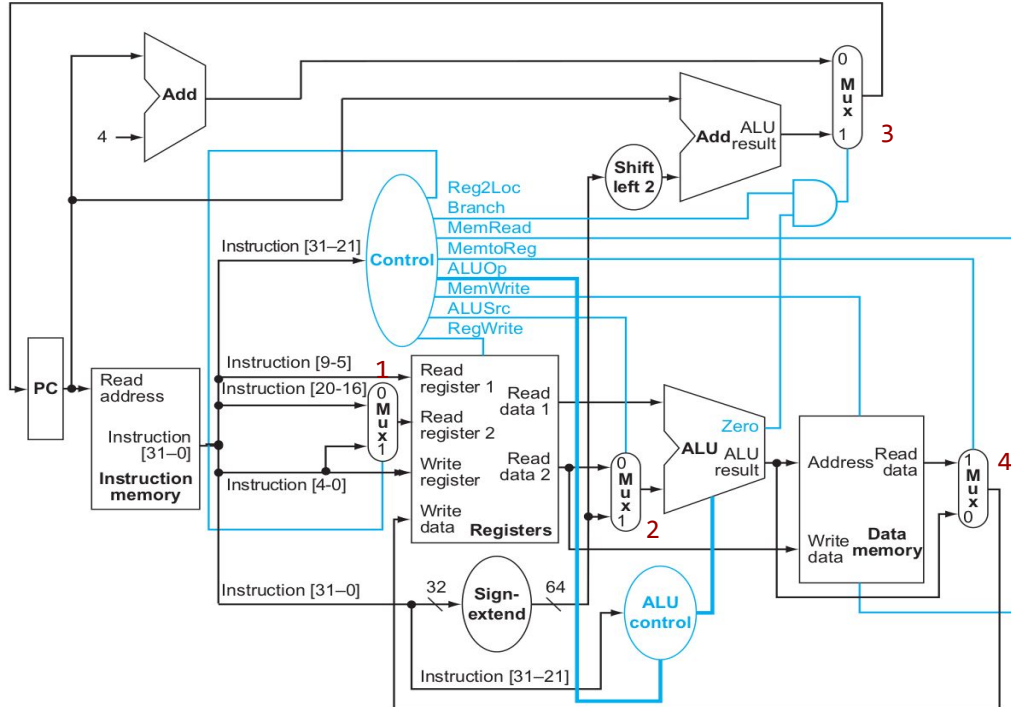 0
Mux
1
3
Add
4
Add
ALU
result
Shift
left 2
Reg2Loc
Branch
MemRead
MemtoReg
ALUOp
MemWrite
ALUSrc
RegWrite
Control
Instruction [31–21]
PC
Read
address
Instruction
[31–0]
Instruction
memory
Instruction [9-5]
Instruction [20-16]
Instruction [4-0]
1
0
Mux
1
Read
register 1
Read
register 2
Write
register
Write
data
Read
data 1
Read
data 2
Registers
0
Mux
1
2
Zero
ALU
ALU
result
Address
Read
data
Write
data
Data
memory
1
Mux
0
4
Instruction [31–0]
32
Sign-
extend
64
ALU
control
Instruction [31–21]